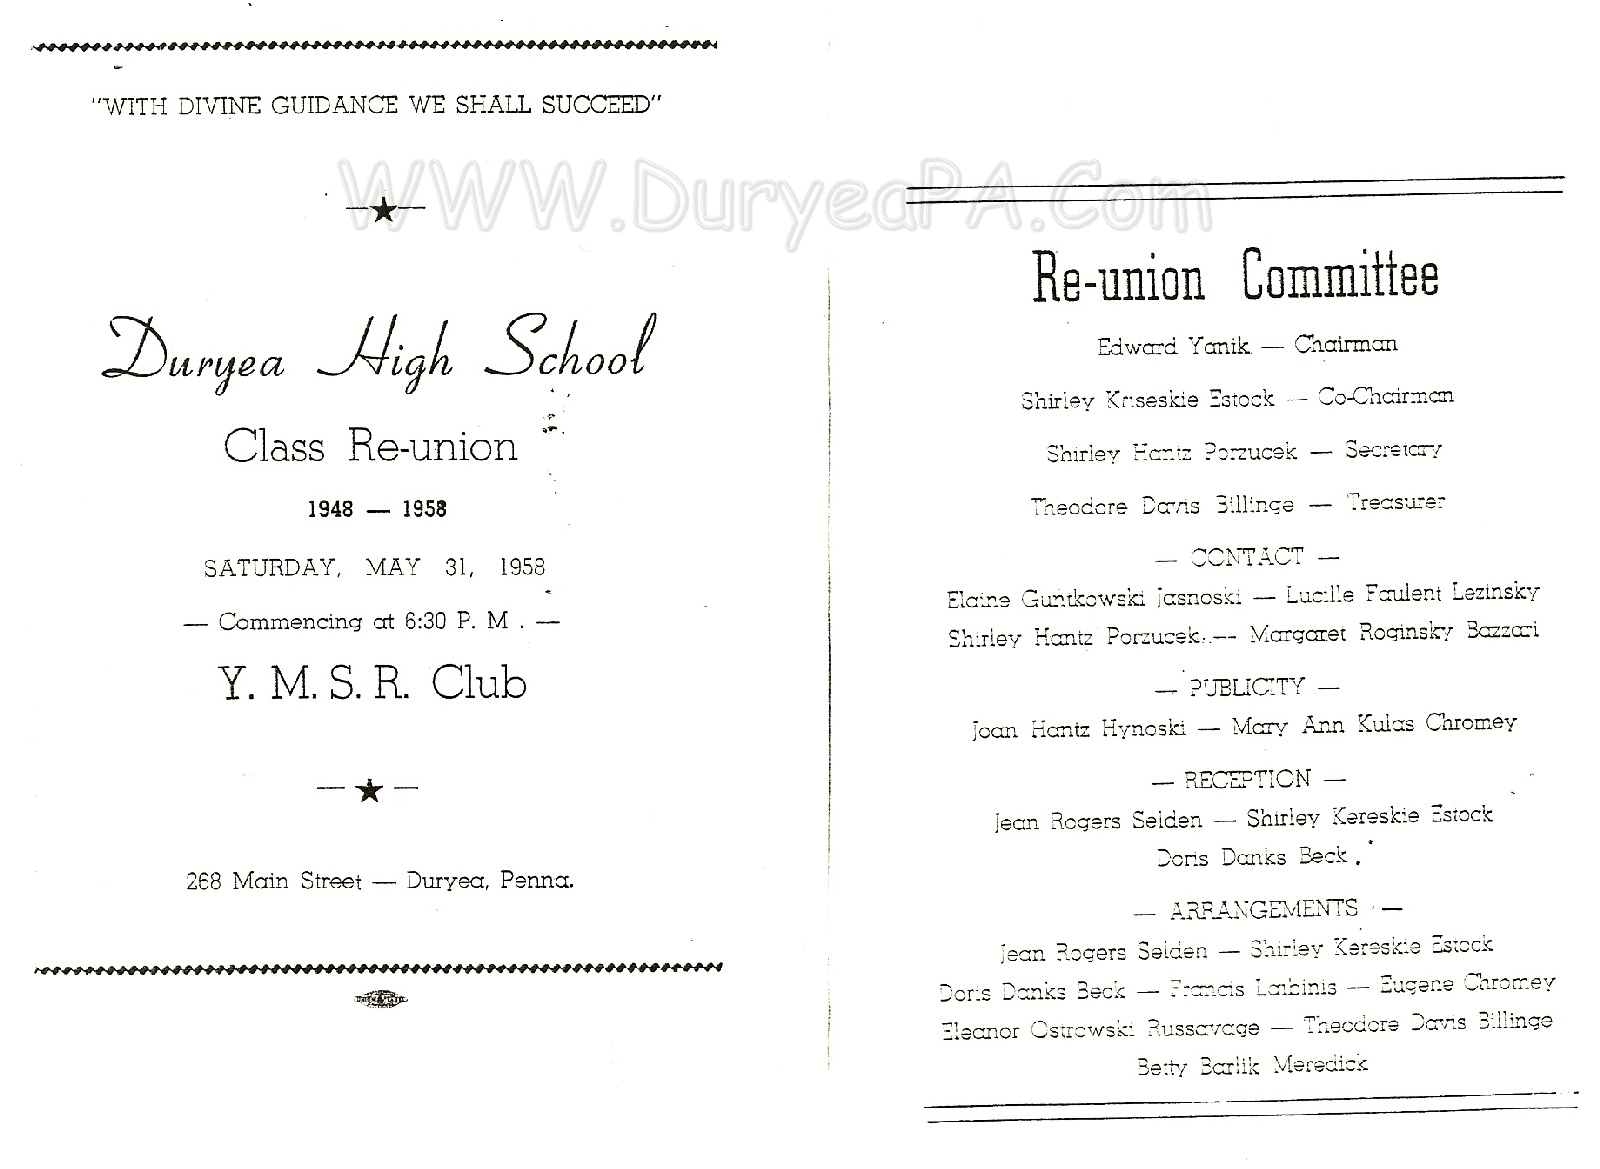 "WITH DIVINE GUIDANCE WE SHALL SUCCEED"
WWW.DuryeaPA.Com
Duryea High School
Class Re-union
1948 — 1958
SATURDAY, MAY 31, 1958
— Commencing at 6:30 P. M . —
Y. M. S. R. Club
268 Main Street — Duryea, Penna.
Re-union Committee
Edward Yanik — Chairman
Shirley Estock — Co-Chairman
Shirley Hantz Porzucek — Secretary
Theodore Davis Billinge — Treasurer
— CONTACT —
Elaine Guntkowski Jasnoski — Lucille Faulent Lezinsky
Shirley Hantz Porzucek — Margaret Roginsky Bazzari
— PUBLICITY —
Joan Hantz Hynoski — Mary Ann Kulas Chromey
— RECEPTION —
Jean Rogers Seiden — Shirley Kereskie Estock
Doris Danks Beck
— ARRANGEMENTS —
Jean Rogers Seiden — Shirley Kereskie Estock
Doris Danks Beck — Francis Laibinis — Eugene Chromey
Eleanor Ostrowski Russavage — Theodore Davis Billinge
Betty Barlik Meredick